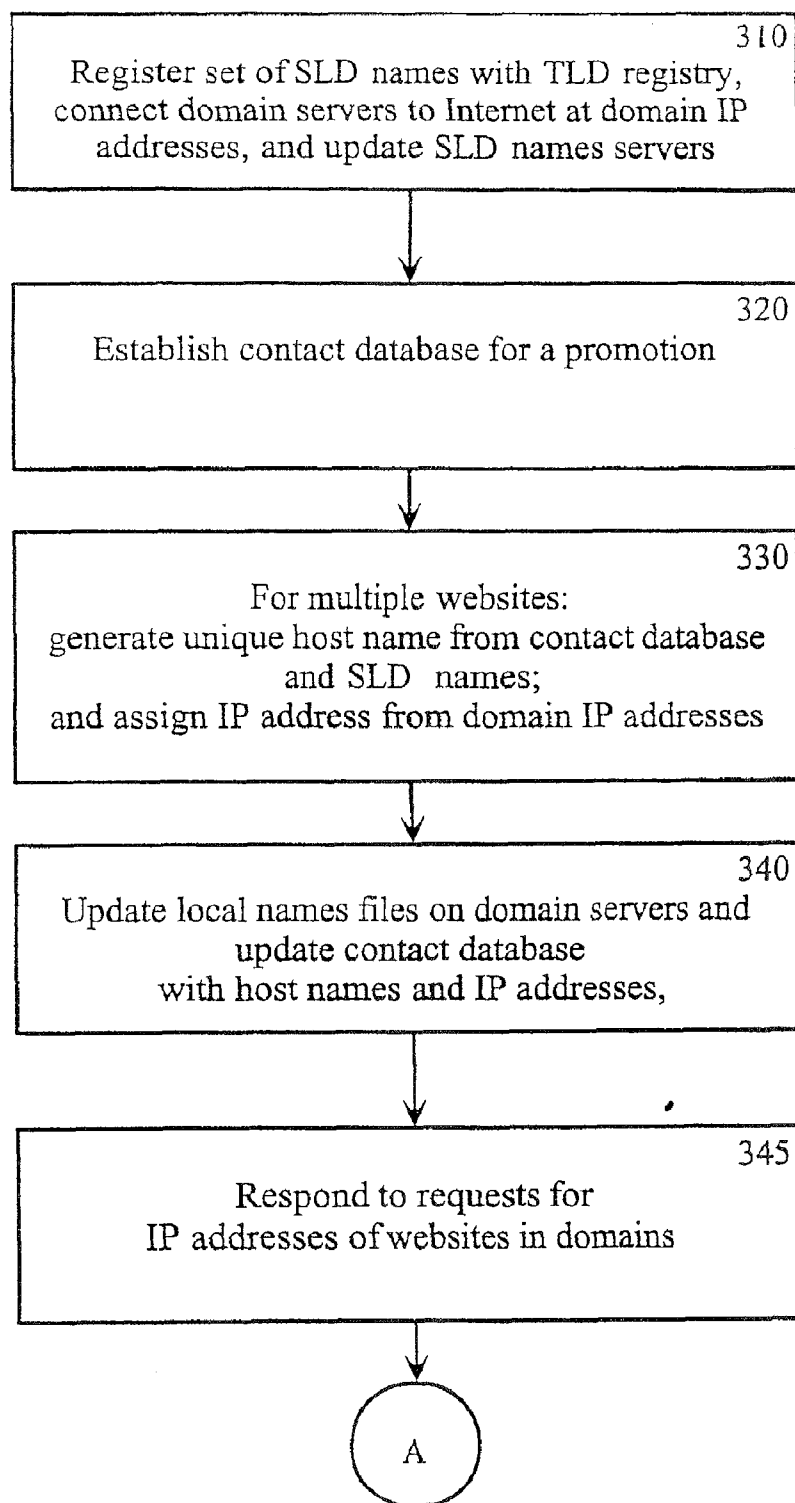 310
Register set of SLD names with TLD registry,
connect domain servers to Internet at domain IP
addresses, and update SLD names servers
320
Establish contact database for a promotion
330
For multiple websites:
generate unique host name from contact database
and SLD names;
and assign IP address from domain IP addresses
340
Update local names files on domain servers and
update contact database
with host names and IP addresses,
345
Respond to requests for
IP addresses of websites in domains
A